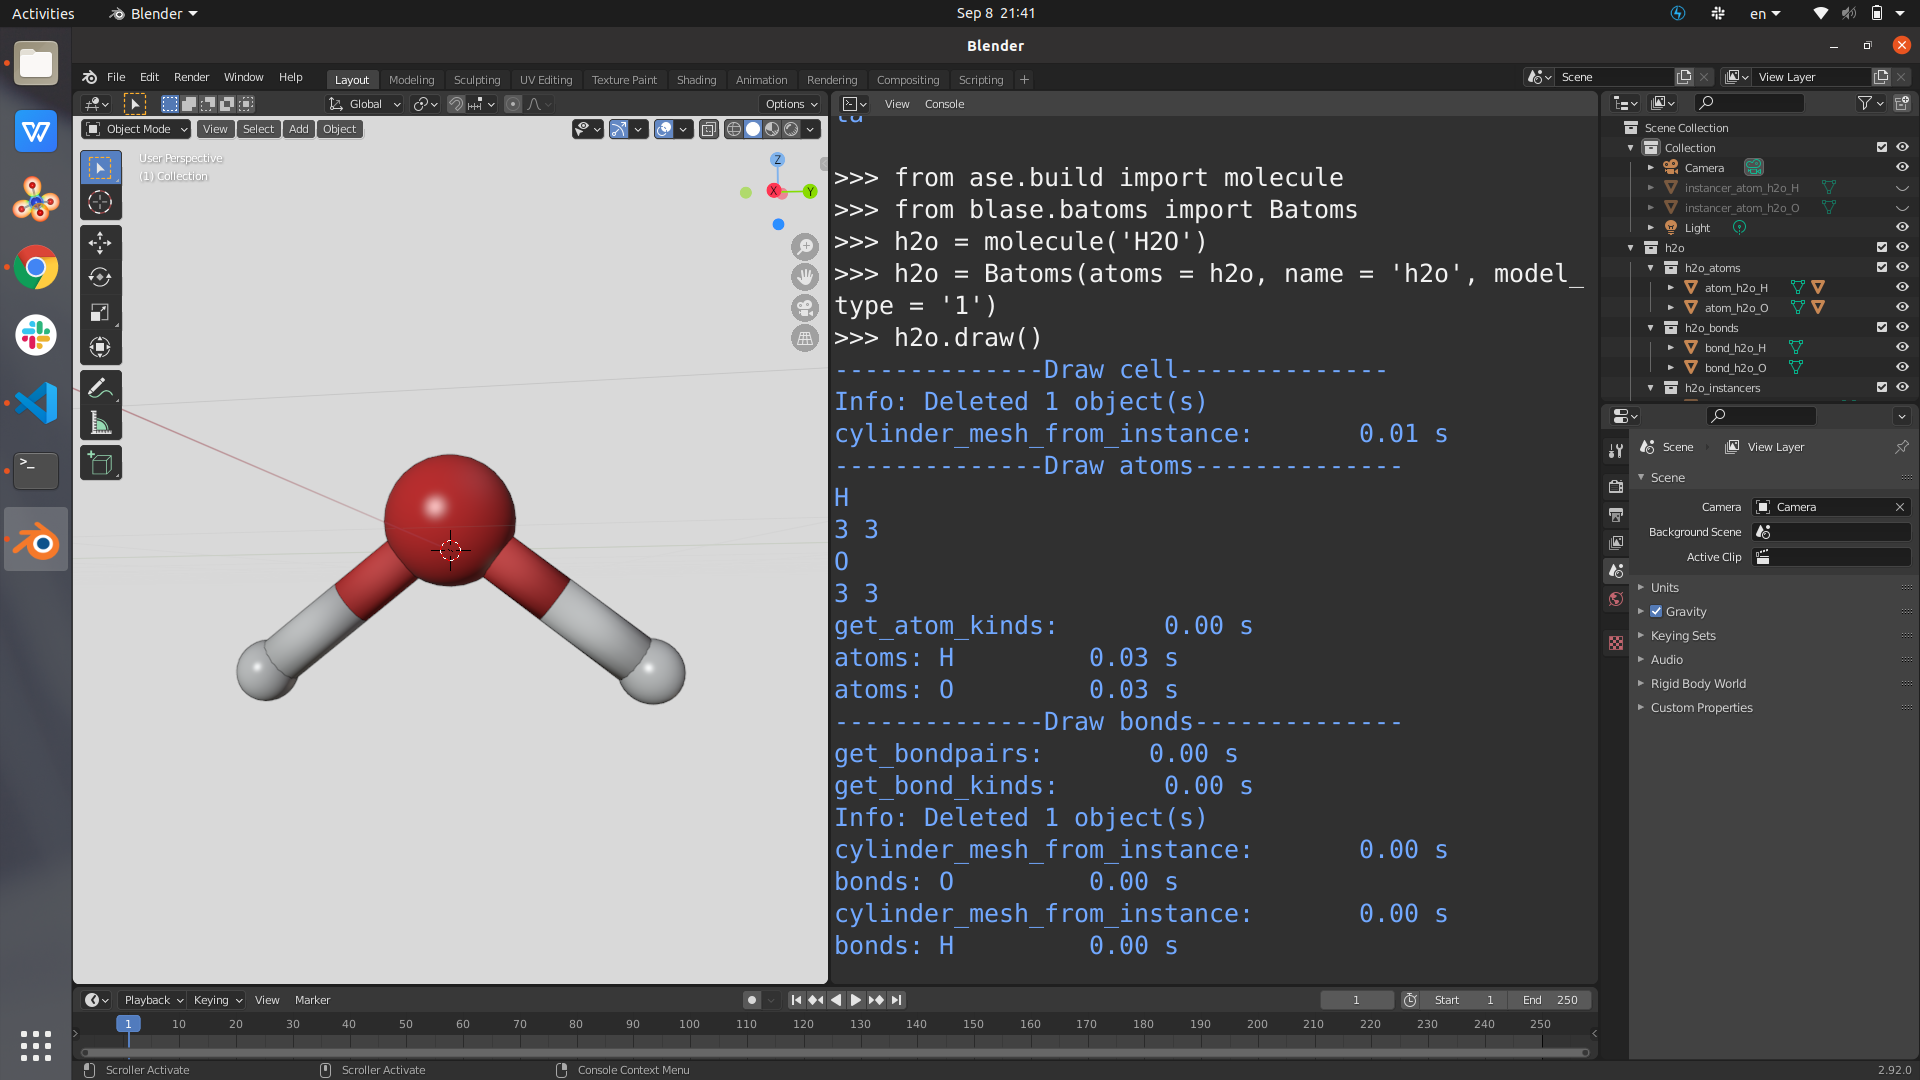 Activities Blender Sep 8 21:41 en
Blender
File Edit Render Window Help Layout Modeling Sculpting UV Editing Texture Paint Shading Animation Rendering Compositing Scripting + Scene View Layer
Global Options View Console
Object Mode View Select Add Object
User Perspective
(1) Collection
Z
X Y
ta
>>> from ase.build import molecule
>>> from blase.batoms import Batoms
>>> h2o = molecule('H2O')
>>> h2o = Batoms(atoms = h2o, name = 'h2o', model_
type = '1')
>>> h2o.draw()
--------------Draw cell--------------
Info: Deleted 1 object(s)
cylinder_mesh_from_instance: 0.01 s
--------------Draw atoms--------------
H
3 3
O
3 3
get_atom_kinds: 0.00 s
atoms: H 0.03 s
atoms: O 0.03 s
--------------Draw bonds--------------
get_bondpairs: 0.00 s
get_bond_kinds: 0.00 s
Info: Deleted 1 object(s)
cylinder_mesh_from_instance: 0.00 s
bonds: O 0.00 s
cylinder_mesh_from_instance: 0.00 s
bonds: H 0.00 s
Scene Collection
Collection
Camera
instancer_atom_h2o_H
instancer_atom_h2o_O
Light
h2o
h2o_atoms
atom_h2o_H
atom_h2o_O
h2o_bonds
bond_h2o_H
bond_h2o_O
h2o_instancers
Scene View Layer
Scene
Camera Camera
Background Scene
Active Clip
Units
Gravity
Keying Sets
Audio
Rigid Body World
Custom Properties
Playback Keying View Marker 1 Start 1 End 250
1 10 20 30 40 50 60 70 80 90 100 110 120 130 140 150 160 170 180 190 200 210 220 230 240 250
Scroller Activate Scroller Activate Console Context Menu 2.92.0